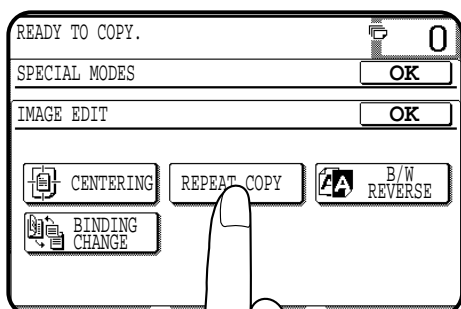 READY TO COPY.
0
SPECIAL MODES
OK
IMAGE EDIT
OK
CENTERING
REPEAT COPY
B/W
REVERSE
BINDING
CHANGE